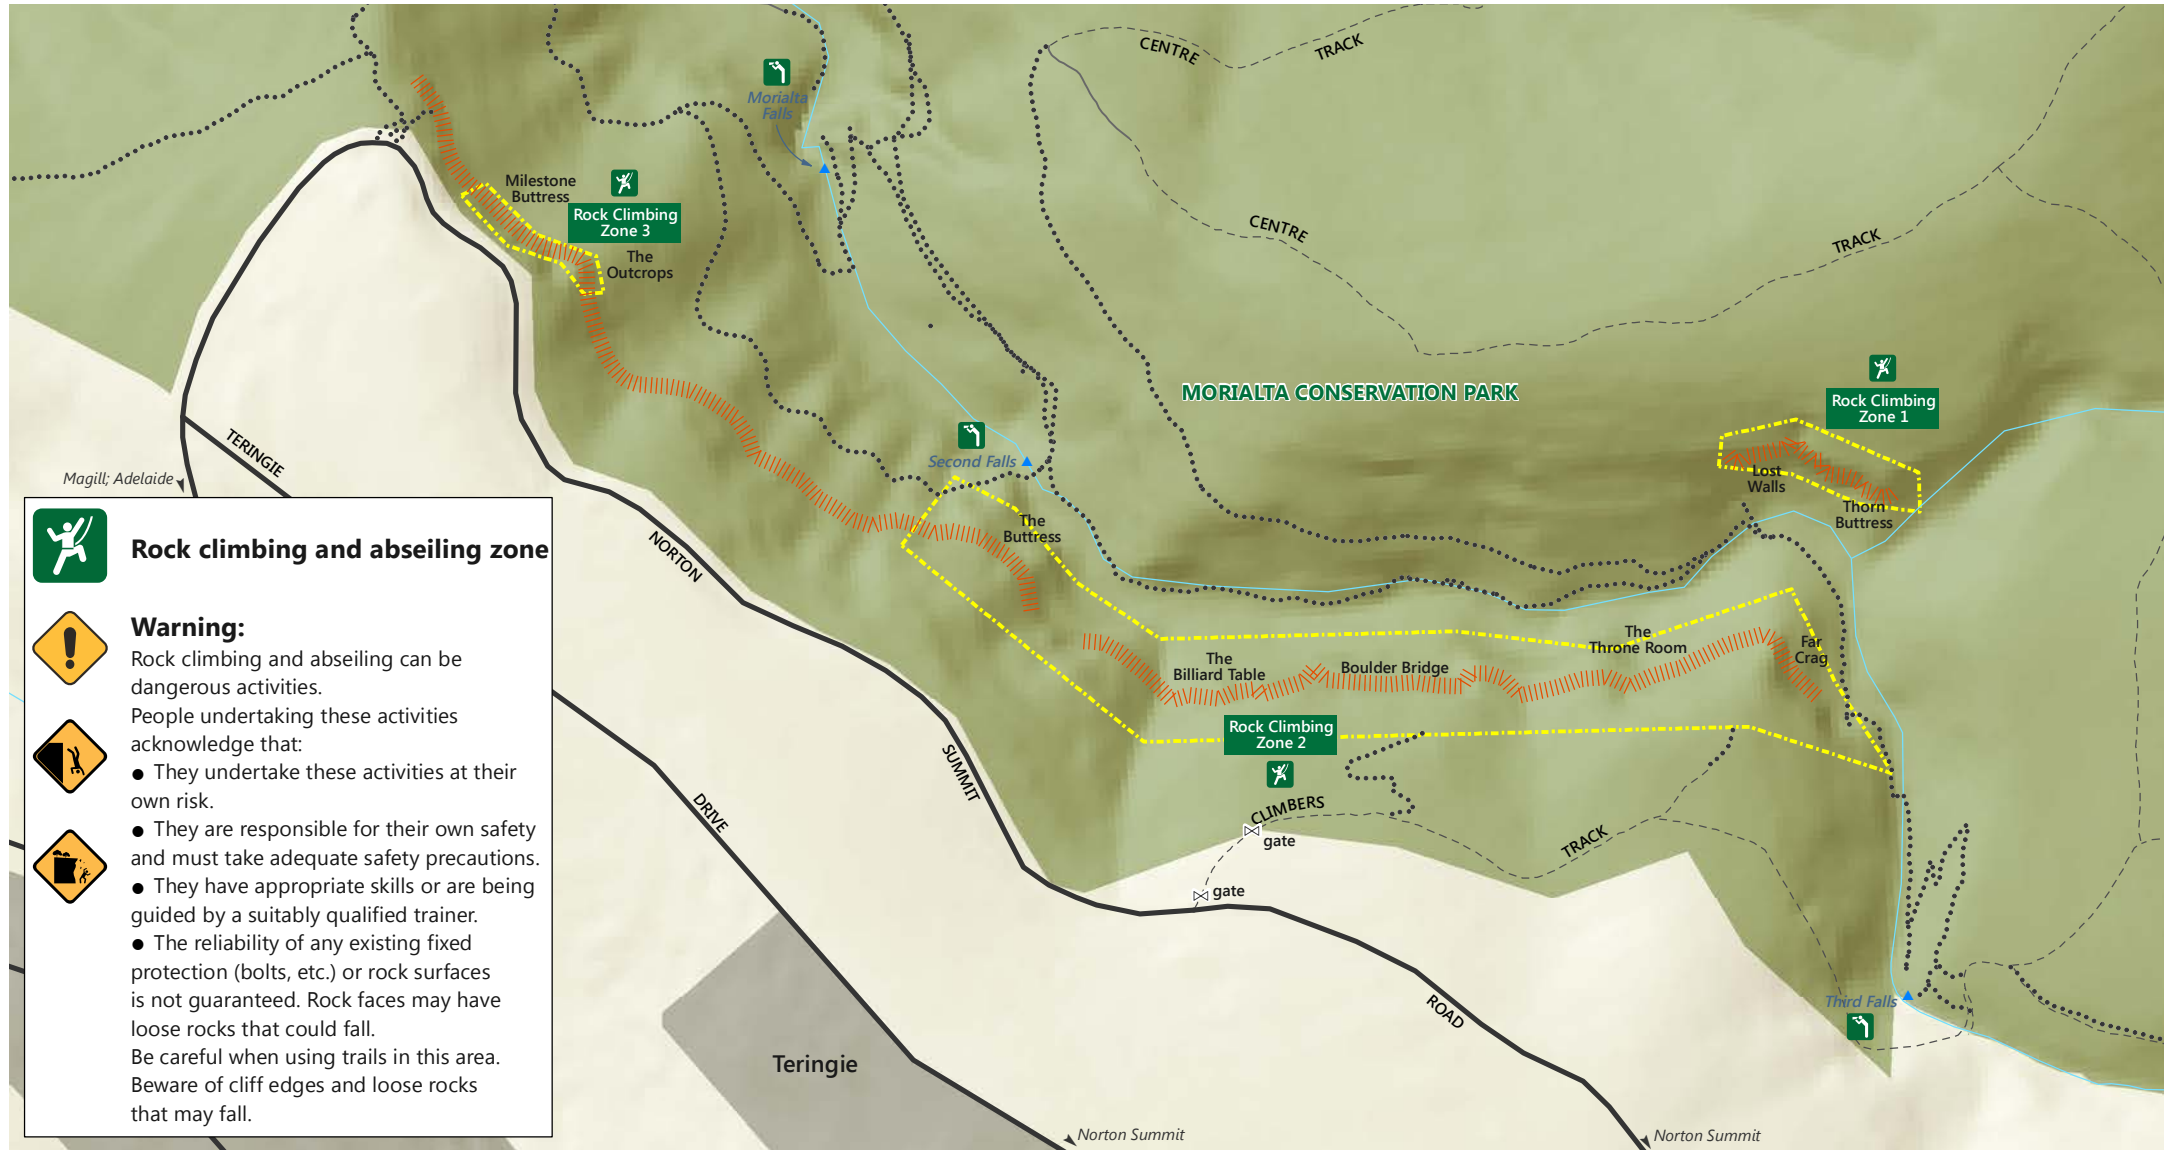 CENTRE
TRACK
Morialta
Falls
Milestone
Buttress
Rock Climbing
Zone 3
The
Outcrops
CENTRE
TRACK
MORIALTA CONSERVATION PARK
Rock Climbing
Zone 1
Lost
Walls
Thorn
Buttress
TERINGIE
Magill; Adelaide
Second Falls
The
Buttress
NORTON
The
Billiard Table
Boulder Bridge
The
Throne Room
Far
Crag
Rock Climbing
Zone 2
SUMMIT
DRIVE
CLIMBERS
gate
TRACK
gate
ROAD
Third Falls
Teringie
Norton Summit
Norton Summit
Rock climbing and abseiling zone
Warning:
Rock climbing and abseiling can be
dangerous activities.
People undertaking these activities
acknowledge that:
● They undertake these activities at their
own risk.
● They are responsible for their own safety
and must take adequate safety precautions.
● They have appropriate skills or are being
guided by a suitably qualified trainer.
● The reliability of any existing fixed
protection (bolts, etc.) or rock surfaces
is not guaranteed. Rock faces may have
loose rocks that could fall.
Be careful when using trails in this area.
Beware of cliff edges and loose rocks
that may fall.